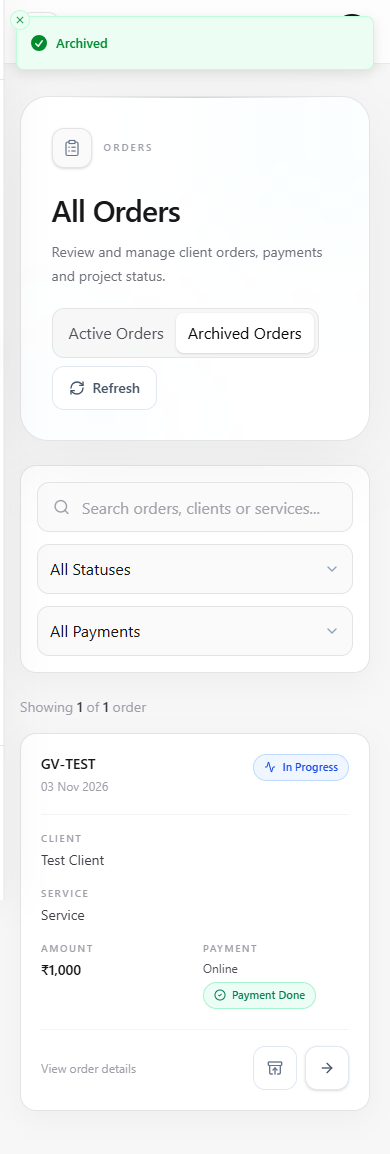 Archived
ORDERS
All Orders
Review and manage client orders, payments
and project status.
Active Orders Archived Orders
Refresh
Search orders, clients or services...
All Statuses
All Payments
Showing 1 of 1 order
GV-TEST
In Progress
03 Nov 2026
CLIENT
Test Client
SERVICE
Service
AMOUNT PAYMENT
₹1,000 Online
Payment Done
View order details